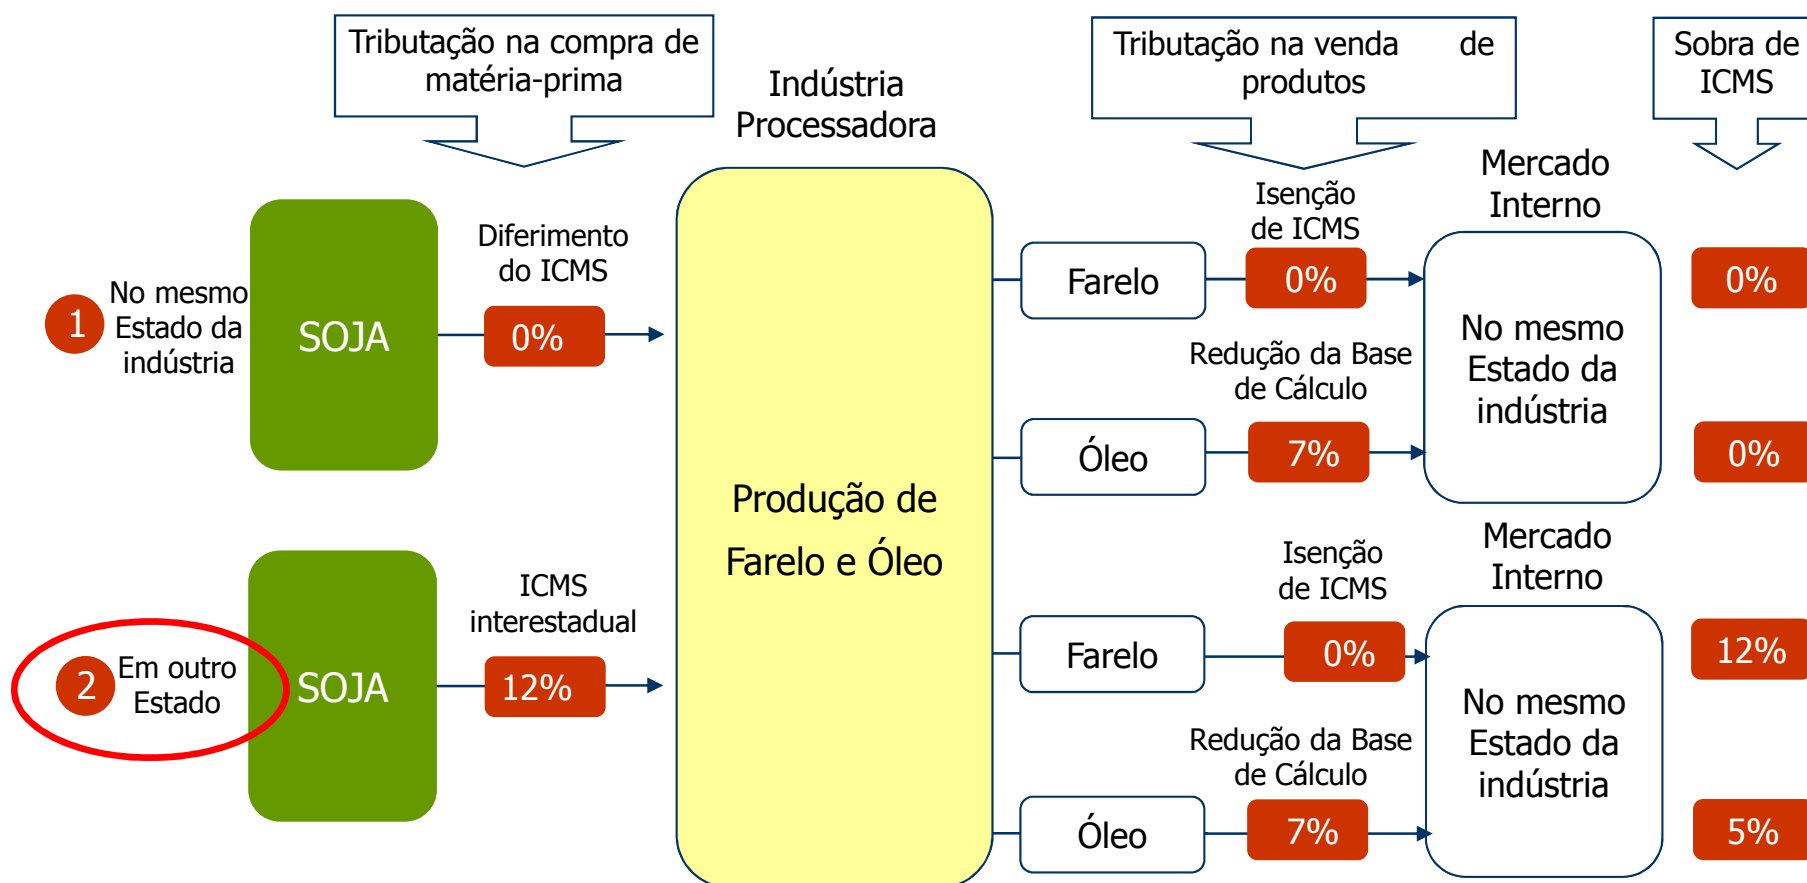 Tributação na compra de
matéria-prima
Indústria
Processadora
Tributação na venda de
produtos
Sobra de
ICMS
Mercado
Interno
1
No mesmo
Estado da
indústria
SOJA
Diferimento
do ICMS
0%
Farelo
Isenção
de ICMS
0%
No mesmo
Estado da
indústria
0%
Óleo
Redução da Base
de Cálculo
7%
0%
Produção de
Farelo e Óleo
2
Em outro
Estado
SOJA
ICMS
interestadual
12%
Mercado
Interno
Farelo
Isenção
de ICMS
0%
No mesmo
Estado da
indústria
12%
Óleo
Redução da Base
de Cálculo
7%
5%